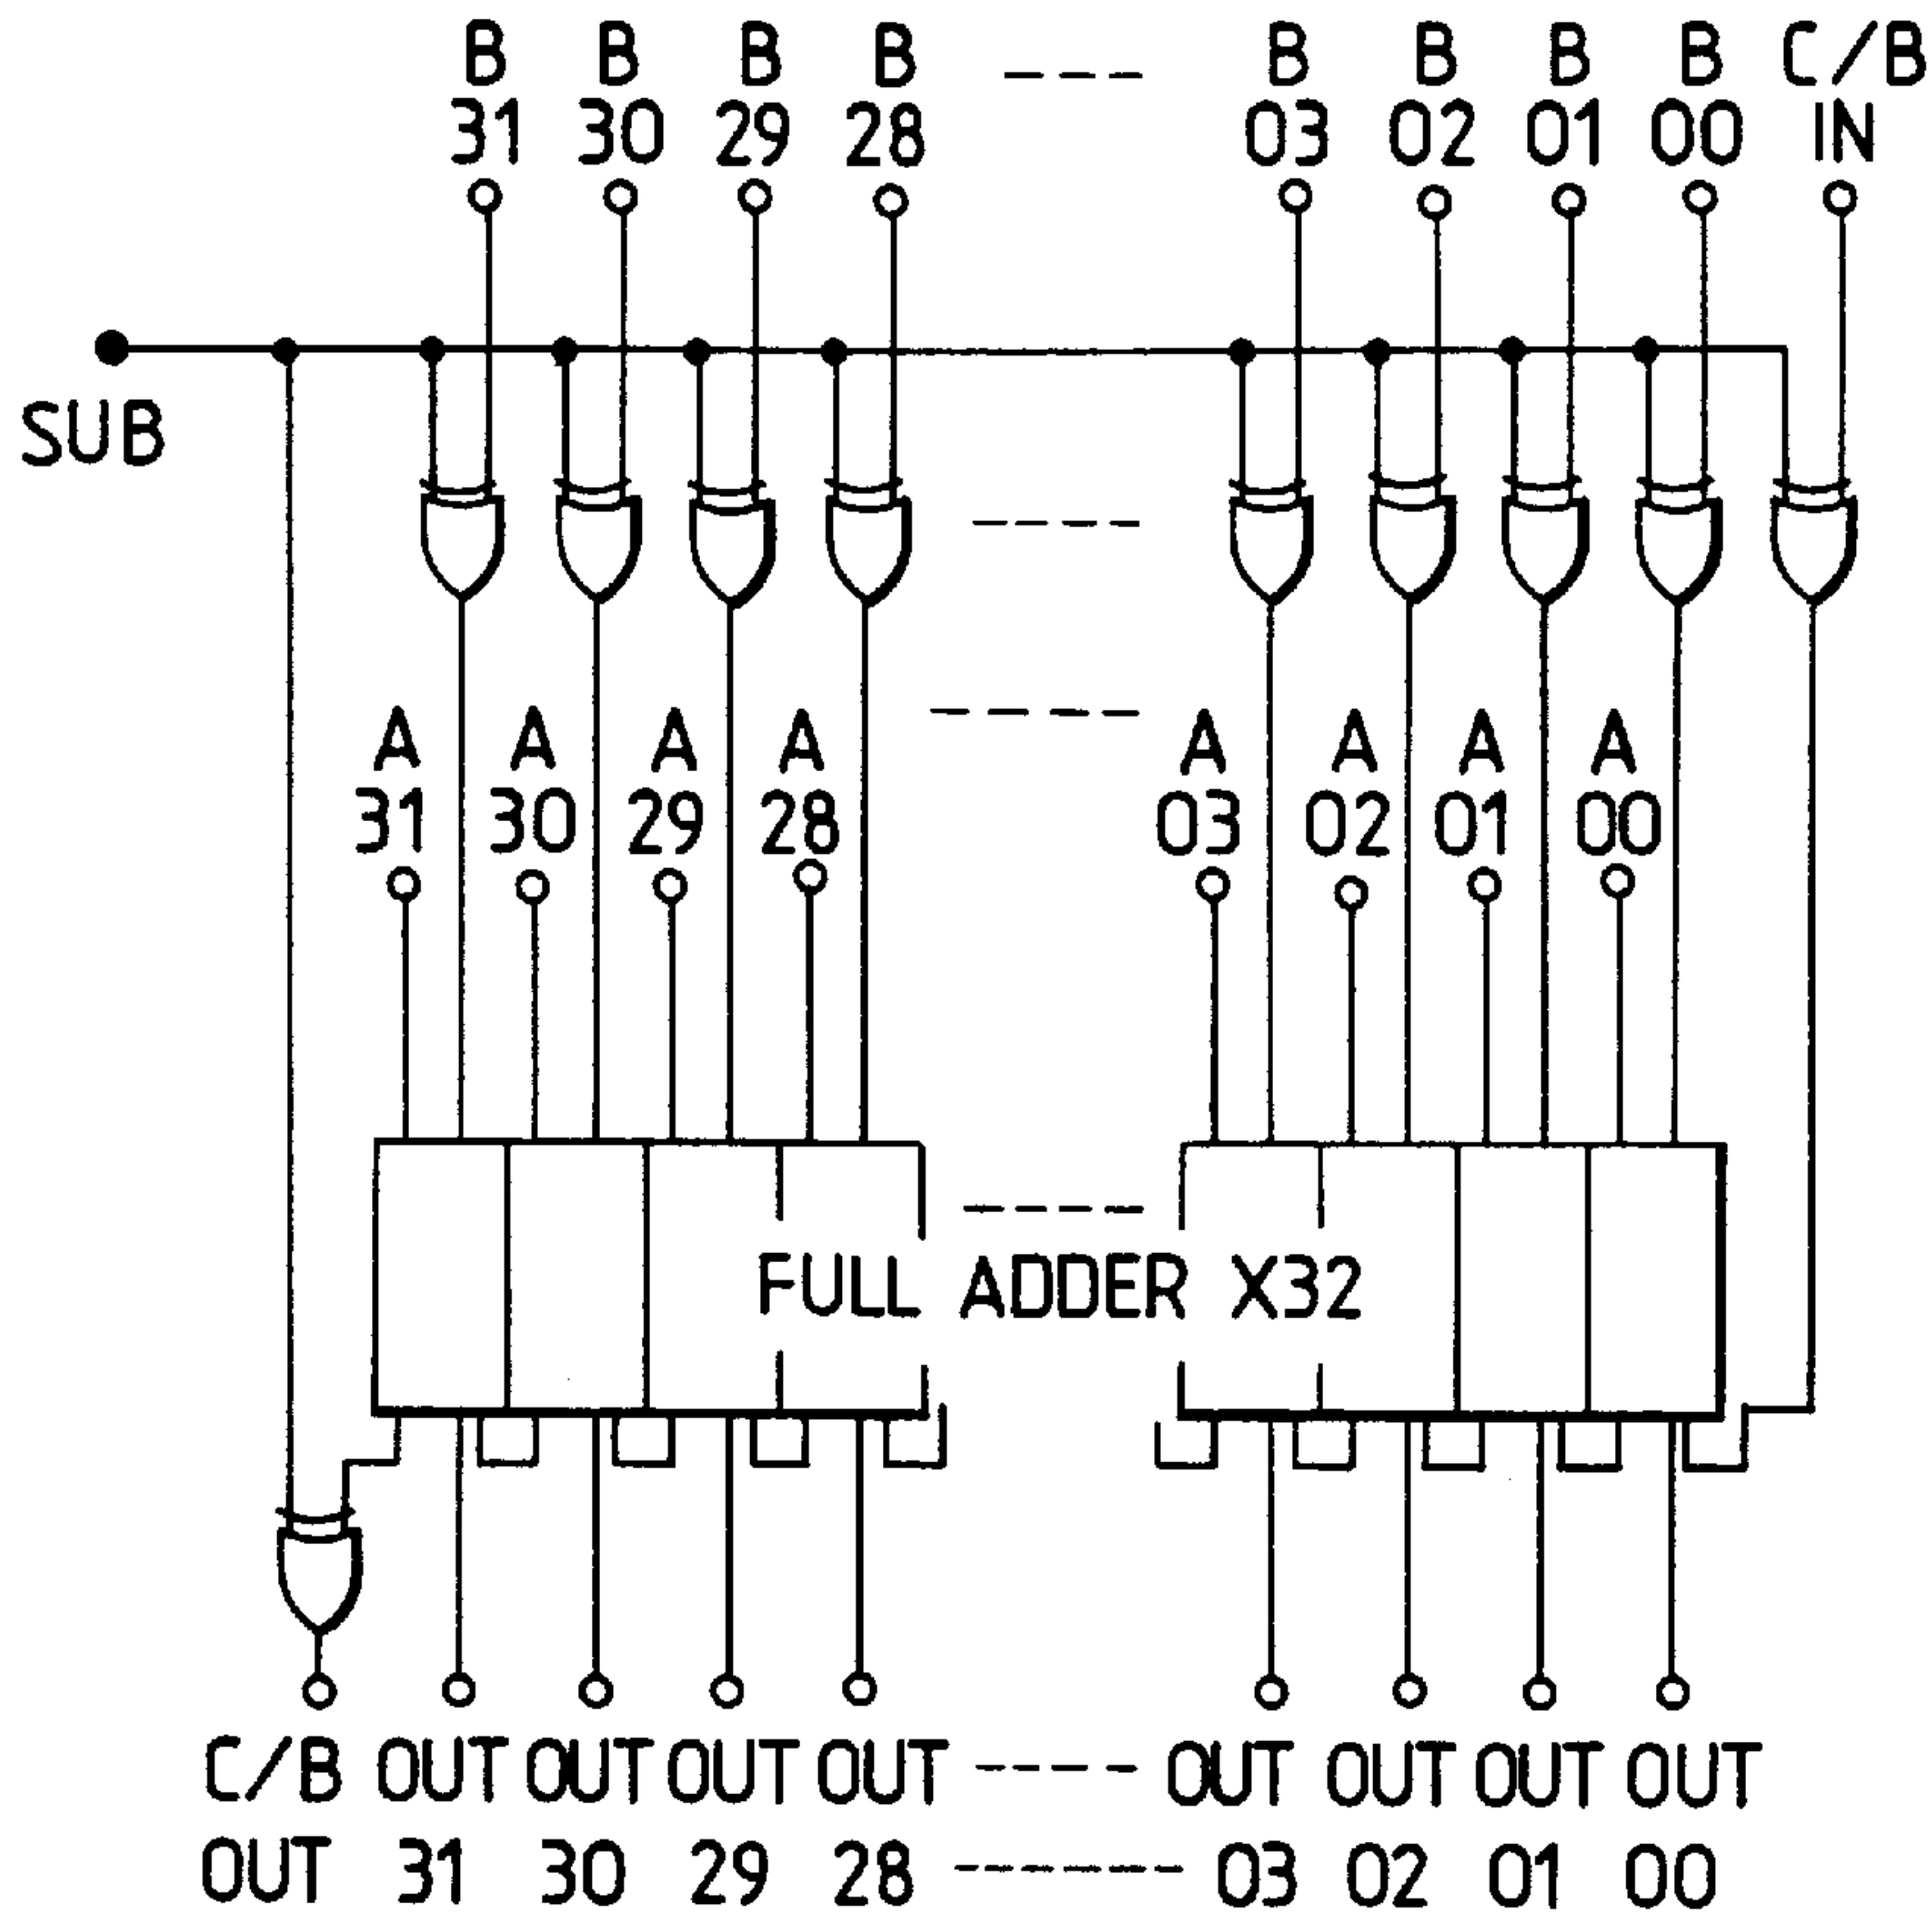 B B B B ---- B B B B C/B
31 30 29 28 03 02 01 00 IN
SUB
A A A A ----- A A A A
31 30 29 28 03 02 01 00
FULL ADDER X32
C/B OUT OUT OUT OUT ---- OUT OUT OUT OUT
OUT 31 30 29 28 ------ 03 02 01 00